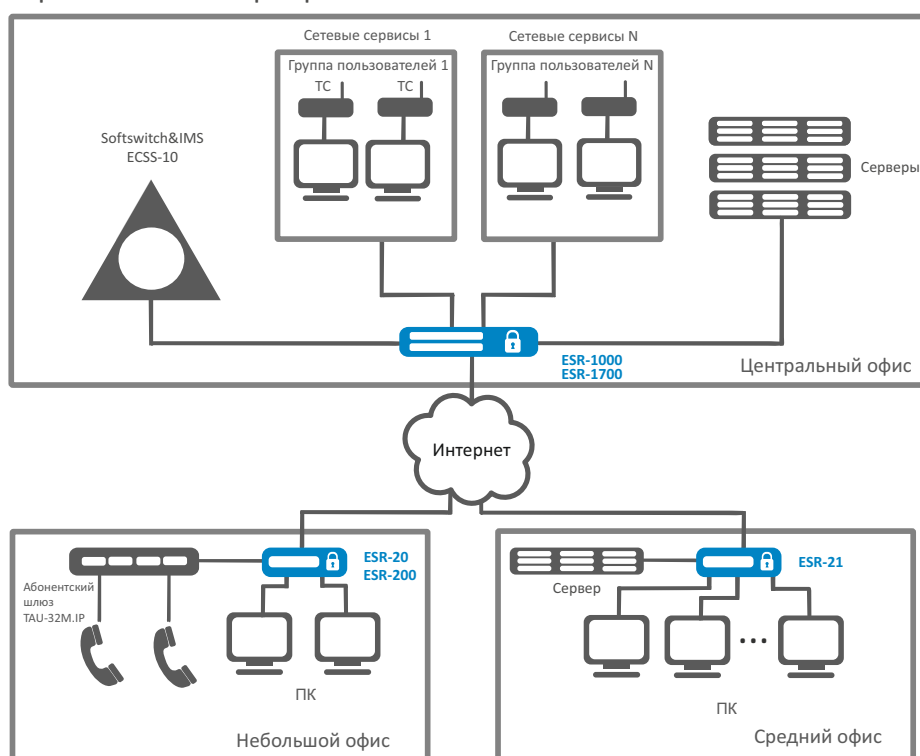 Сетевые сервисы 1
Сетевые сервисы N
Группа пользователей 1
Группа пользователей N
ТС
ТС
Softswitch&IMS
ECSS-10
Серверы
ESR-1000
ESR-1700
Центральный офис
Интернет
ESR-20
ESR-200
Абонентский
шлюз
TAU-32M.IP
ПК
Небольшой офис
ESR-21
Сервер
ПК
Средний офис